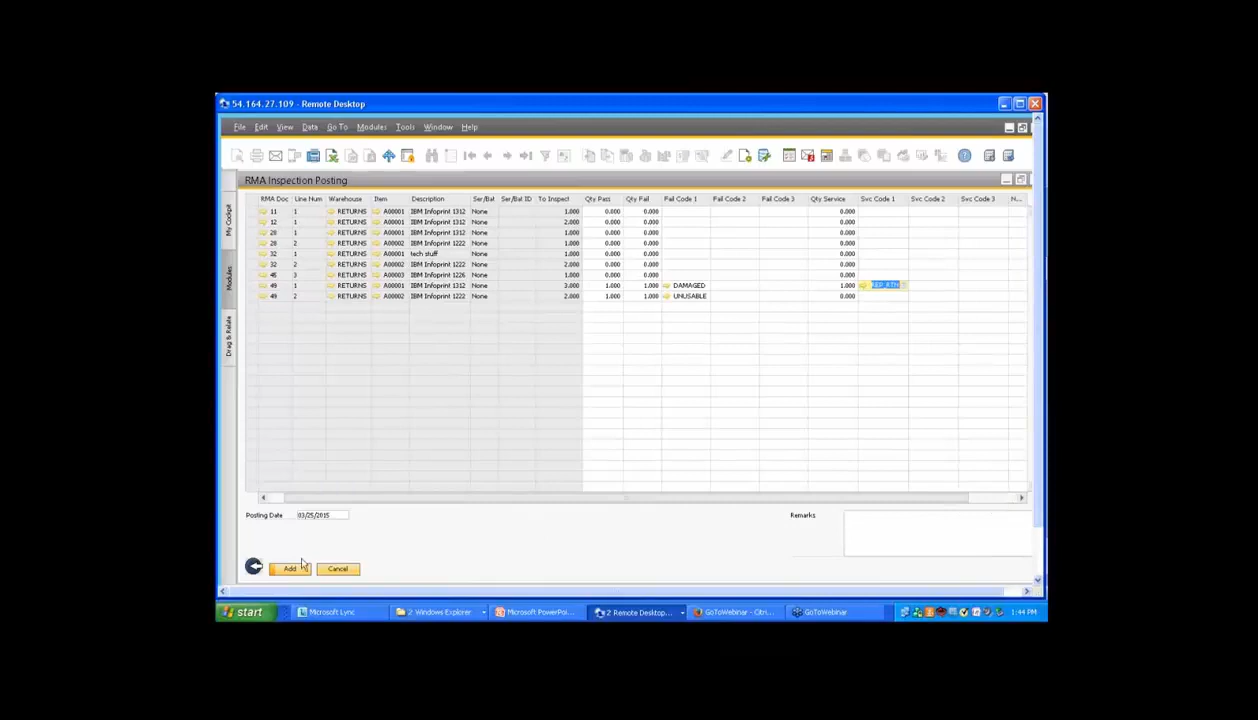 54.164.27.109 - Remote Desktop
File Edit View Data Go To Modules Tools Window Help
RMA Inspection Posting
My Cockpit
Modules
Drag & Relate
RMA Doc Line Num Warehouse Item Description Ser/Bat Ser/Bat ID To Inspect Qty Pass Qty Fail Fail Code 1 Fail Code 2 Fail Code 3 Qty Service Svc Code 1 Svc Code 2 Svc Code 3 N...
11 1 RETURNS A00001 IBM Infoprint 1312 None 1.000 0.000 0.000 0.000
12 1 RETURNS A00001 IBM Infoprint 1312 None 2.000 0.000 0.000 0.000
28 1 RETURNS A00001 IBM Infoprint 1312 None 1.000 0.000 0.000 0.000
28 2 RETURNS A00002 IBM Infoprint 1222 None 1.000 0.000 0.000 0.000
32 1 RETURNS A00001 tech stuff None 1.000 0.000 0.000 0.000
32 2 RETURNS A00002 IBM Infoprint 1222 None 2.000 0.000 0.000 0.000
45 3 RETURNS A00003 IBM Infoprint 1226 None 1.000 0.000 0.000 0.000
49 1 RETURNS A00001 IBM Infoprint 1312 None 3.000 1.000 1.000 DAMAGED 1.000 REP_RTN
49 2 RETURNS A00002 IBM Infoprint 1222 None 2.000 1.000 1.000 UNUSABLE 0.000
Posting Date 03/25/2015 Remarks
Add Cancel
start Microsoft Lync 2 Windows Explorer Microsoft PowerPoi... 2 Remote Desktop... GoToWebinar - Citri... GoToWebinar 1:44 PM